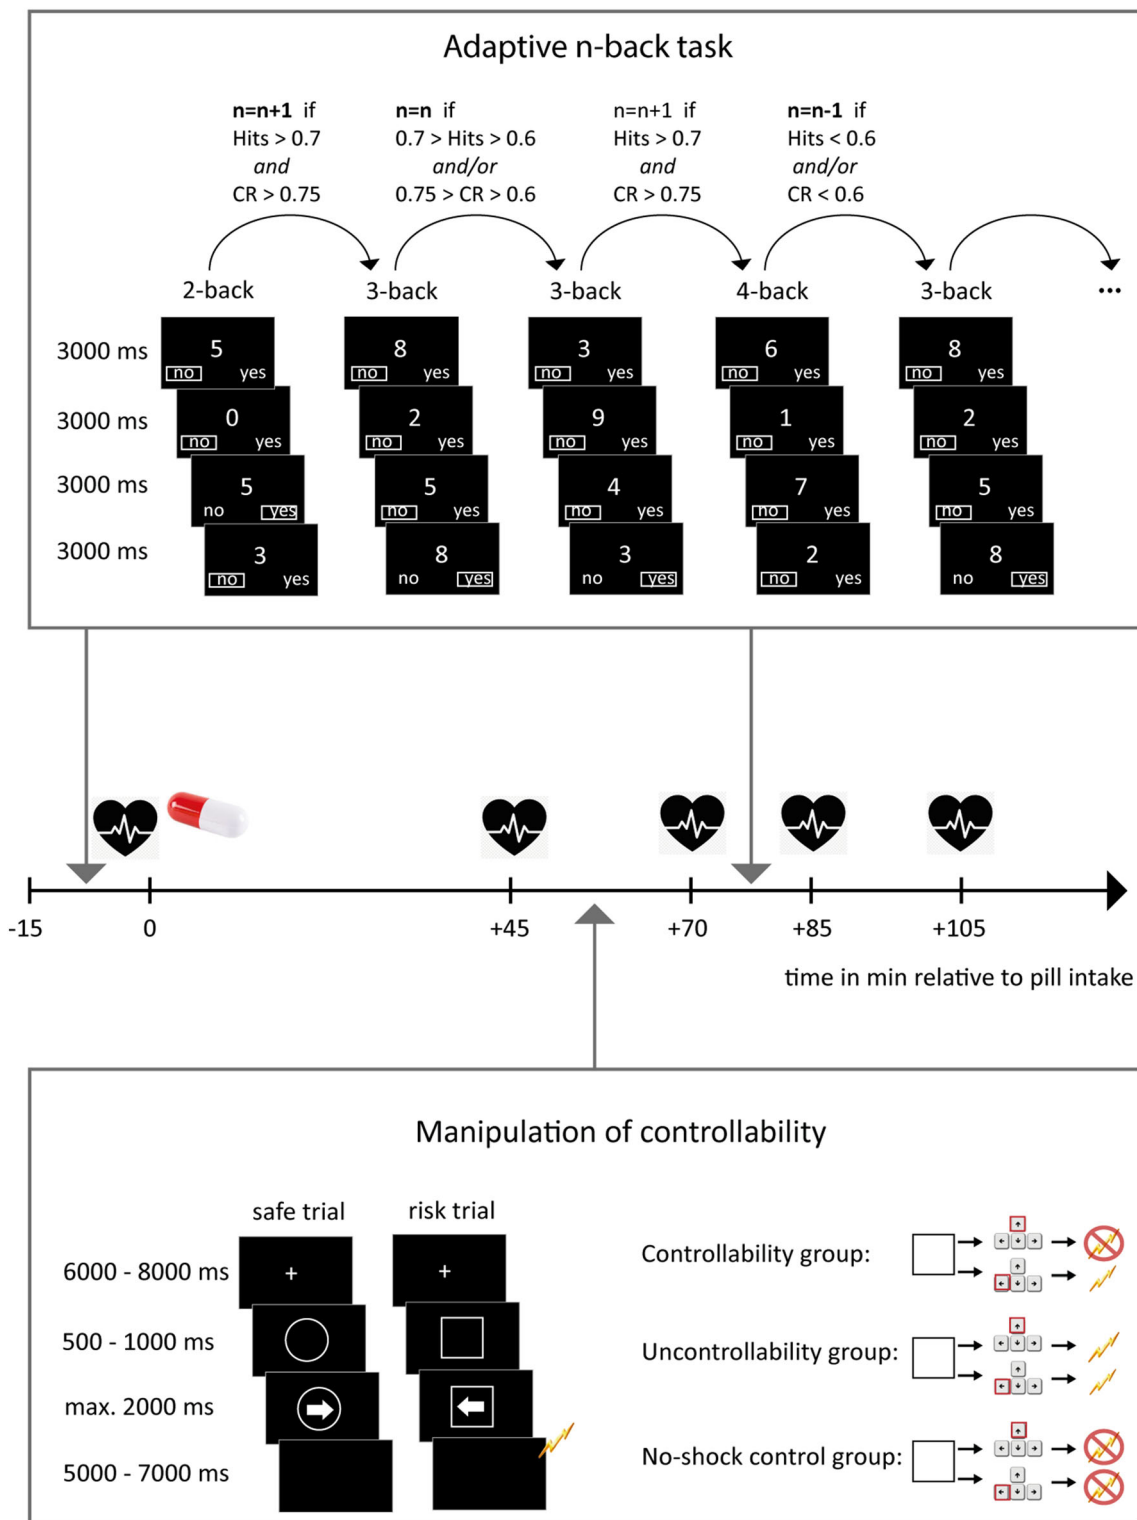 Adaptive n-back task
n=n+1 if
Hits > 0.7
and
CR > 0.75
n=n if
0.7 > Hits > 0.6
and/or
0.75 > CR > 0.6
n=n+1 if
Hits > 0.7
and
CR > 0.75
n=n-1 if
Hits < 0.6
and/or
CR < 0.6
2-back
3-back
3-back
4-back
3-back
...
3000 ms
5
no yes
8
no yes
3
no yes
6
no yes
8
no yes
3000 ms
0
no yes
2
no yes
9
no yes
1
no yes
2
no yes
3000 ms
5
no yes
5
no yes
4
no yes
7
no yes
5
no yes
3000 ms
3
no yes
8
no yes
3
no yes
2
no yes
8
no yes
-15
0
+45
+70
+85
+105
time in min relative to pill intake
Manipulation of controllability
safe trial
risk trial
6000 - 8000 ms
+
+
500 - 1000 ms
max. 2000 ms
5000 - 7000 ms
Controllability group:
Uncontrollability group:
No-shock control group: